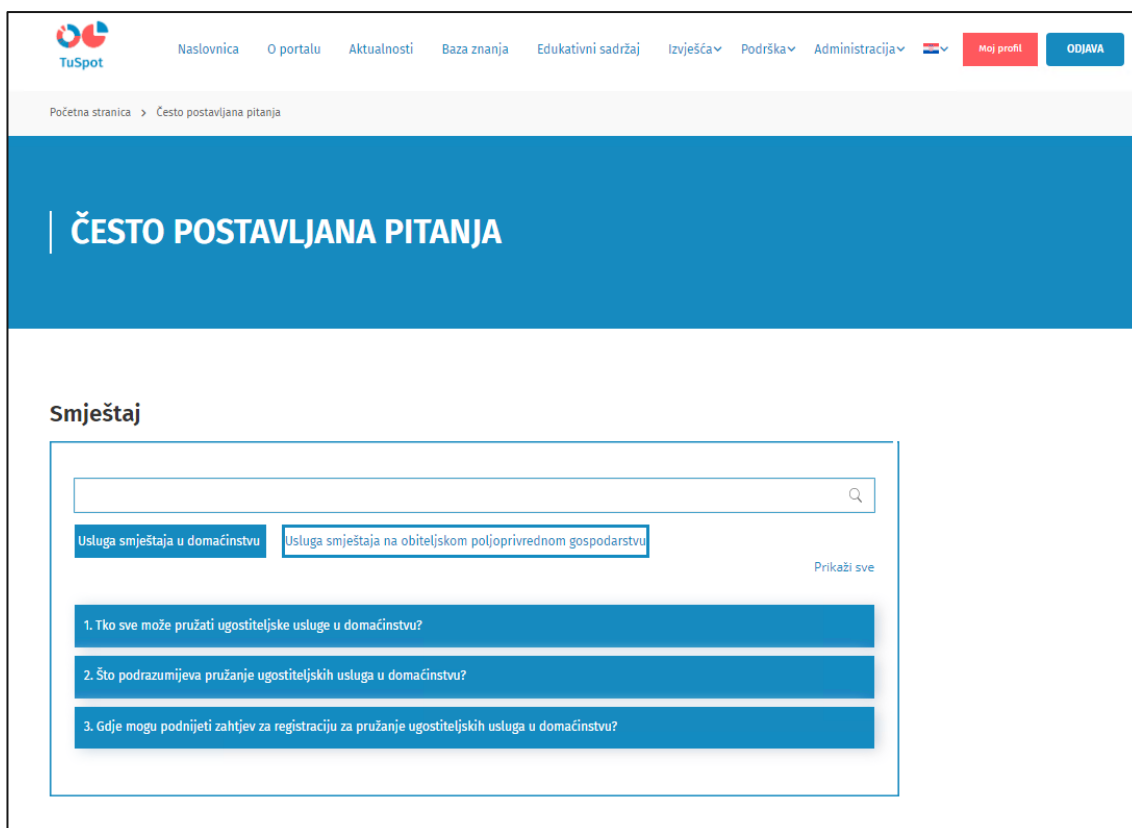 TuSpot
Naslovnica O portalu Aktualnosti Baza znanja Edukativni sadržaj Izvješća Podrška Administracija Moj profil ODJAVA
Početna stranica > Često postavljana pitanja
ČESTO POSTAVLJANA PITANJA
Smještaj
Usluga smještaja u domaćinstvu Usluga smještaja na obiteljskom poljoprivrednom gospodarstvu
Prikaži sve
1. Tko sve može pružati ugostiteljske usluge u domaćinstvu?
2. Što podrazumijeva pružanje ugostiteljskih usluga u domaćinstvu?
3. Gdje mogu podnijeti zahtjev za registraciju za pružanje ugostiteljskih usluga u domaćinstvu?